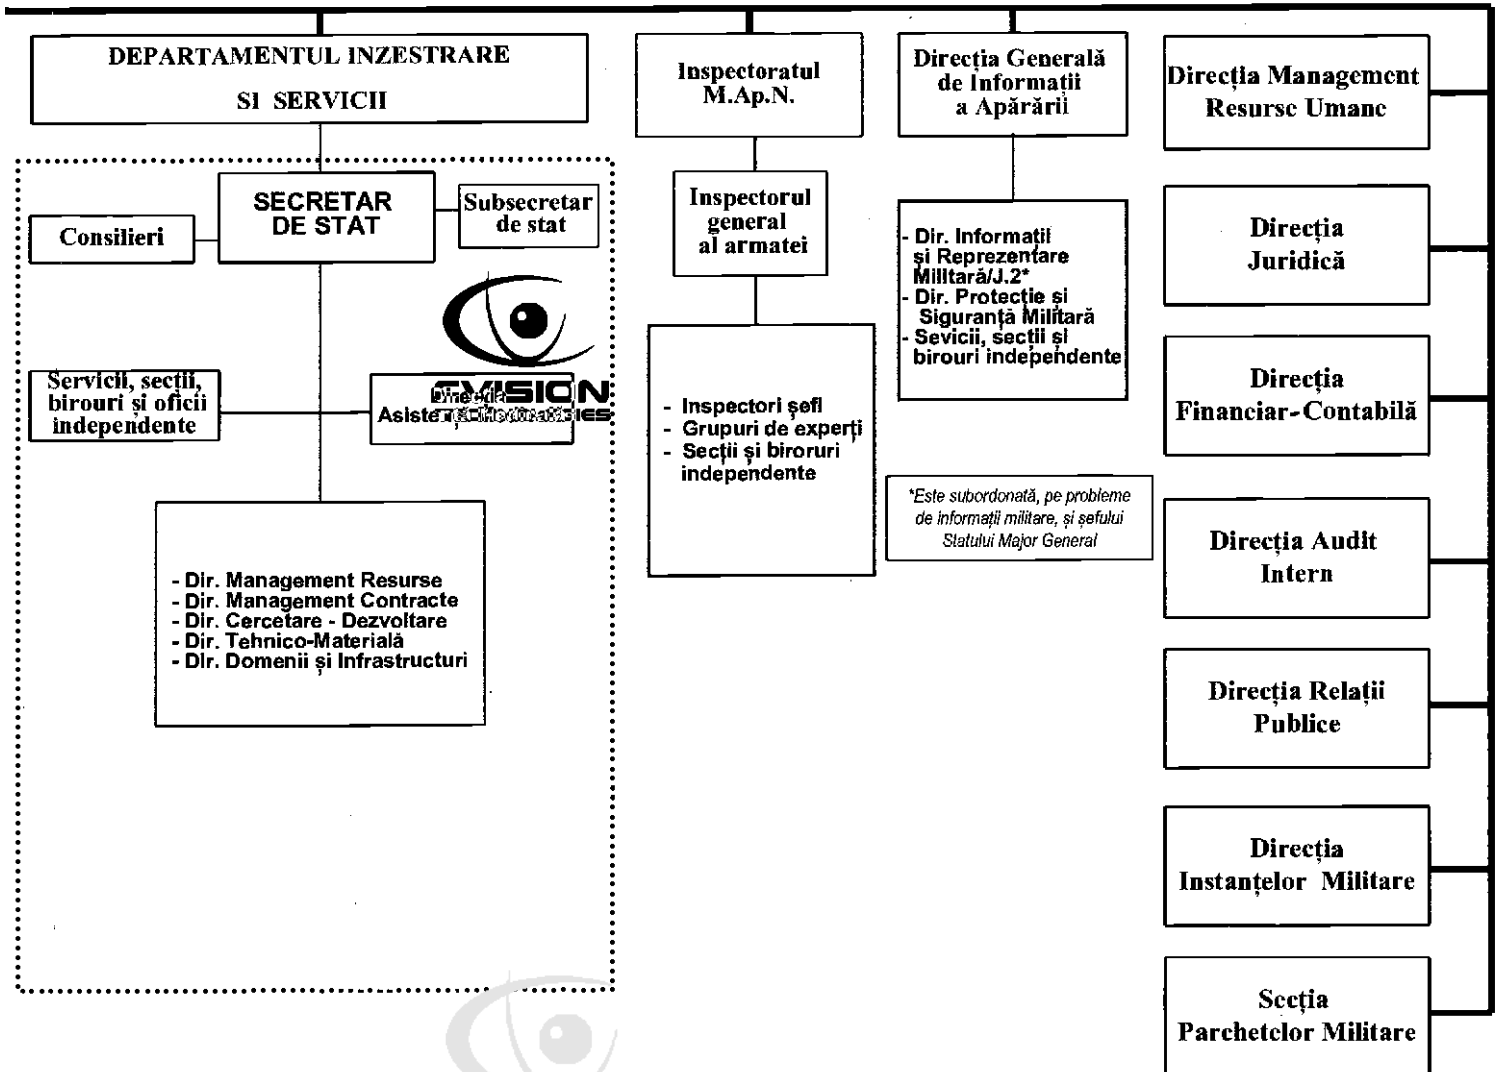 DEPARTAMENTUL INZESTRARE
SI SERVICII
SECRETAR
DE STAT
Subsecretar
de stat
Consilieri
Servicii, secții,
birouri și oficii
independente
Direcția
- Dir. Management Resurse
- Dir. Management Contracte
- Dir. Cercetare - Dezvoltare
- Dir. Tehnico-Materială
- Dir. Domenii și Infrastructuri
Inspectoratul
M.Ap.N.
Inspectorul
general
al armatei
- Inspectori șefi
- Grupuri de experți
- Secții și biroruri
independente
Direcția Generală
de Informații
a Apărării
- Dir. Informații
și Reprezentare
Militară/J.2*
- Dir. Protecție și
Siguranță Militară
- Sevicii, secții și
birouri independente
*Este subordonată, pe probleme
de informații militare, și șefului
Statului Major General
Direcția Management
Resurse Umane
Direcția
Juridică
Direcția
Financiar-Contabilă
Direcția Audit
Intern
Direcția Relații
Publice
Direcția
Instanțelor Militare
Secția
Parchetelor Militare